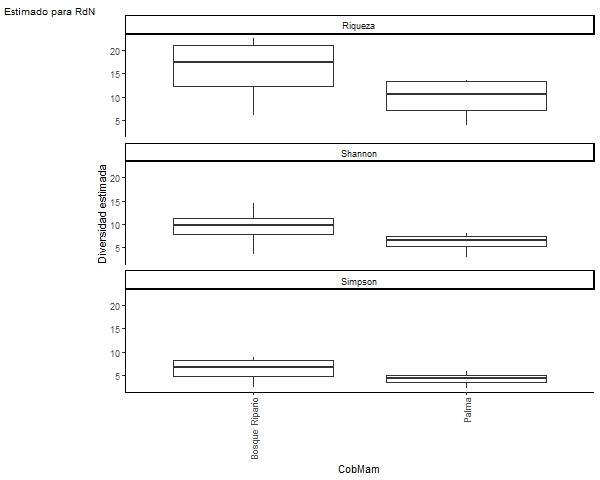 Estimado para RdN
Riqueza
20
15
10
5
Shannon
20
15
10
5
Simpson
20
15
10
5
Diversidad estimada
Bosque Ripario
Palma
CobMam